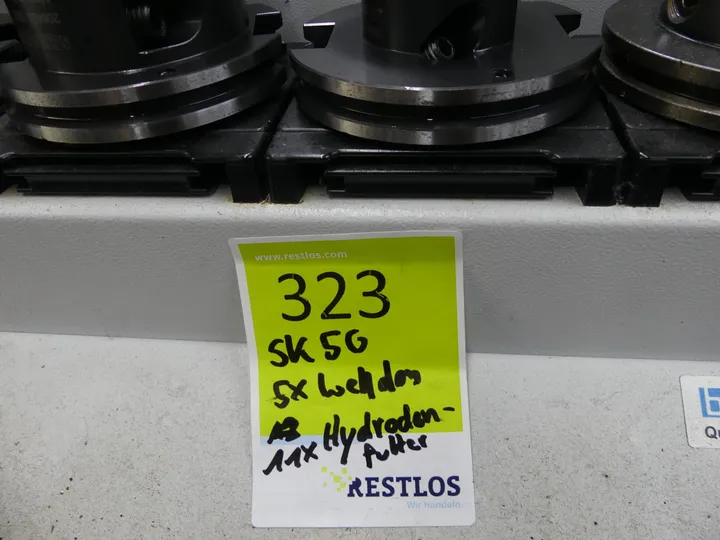 www.restlos.com
323
SK 50
5x Weldon
11x Hydrodehn-
futter
RESTLOS
Wir handeln.